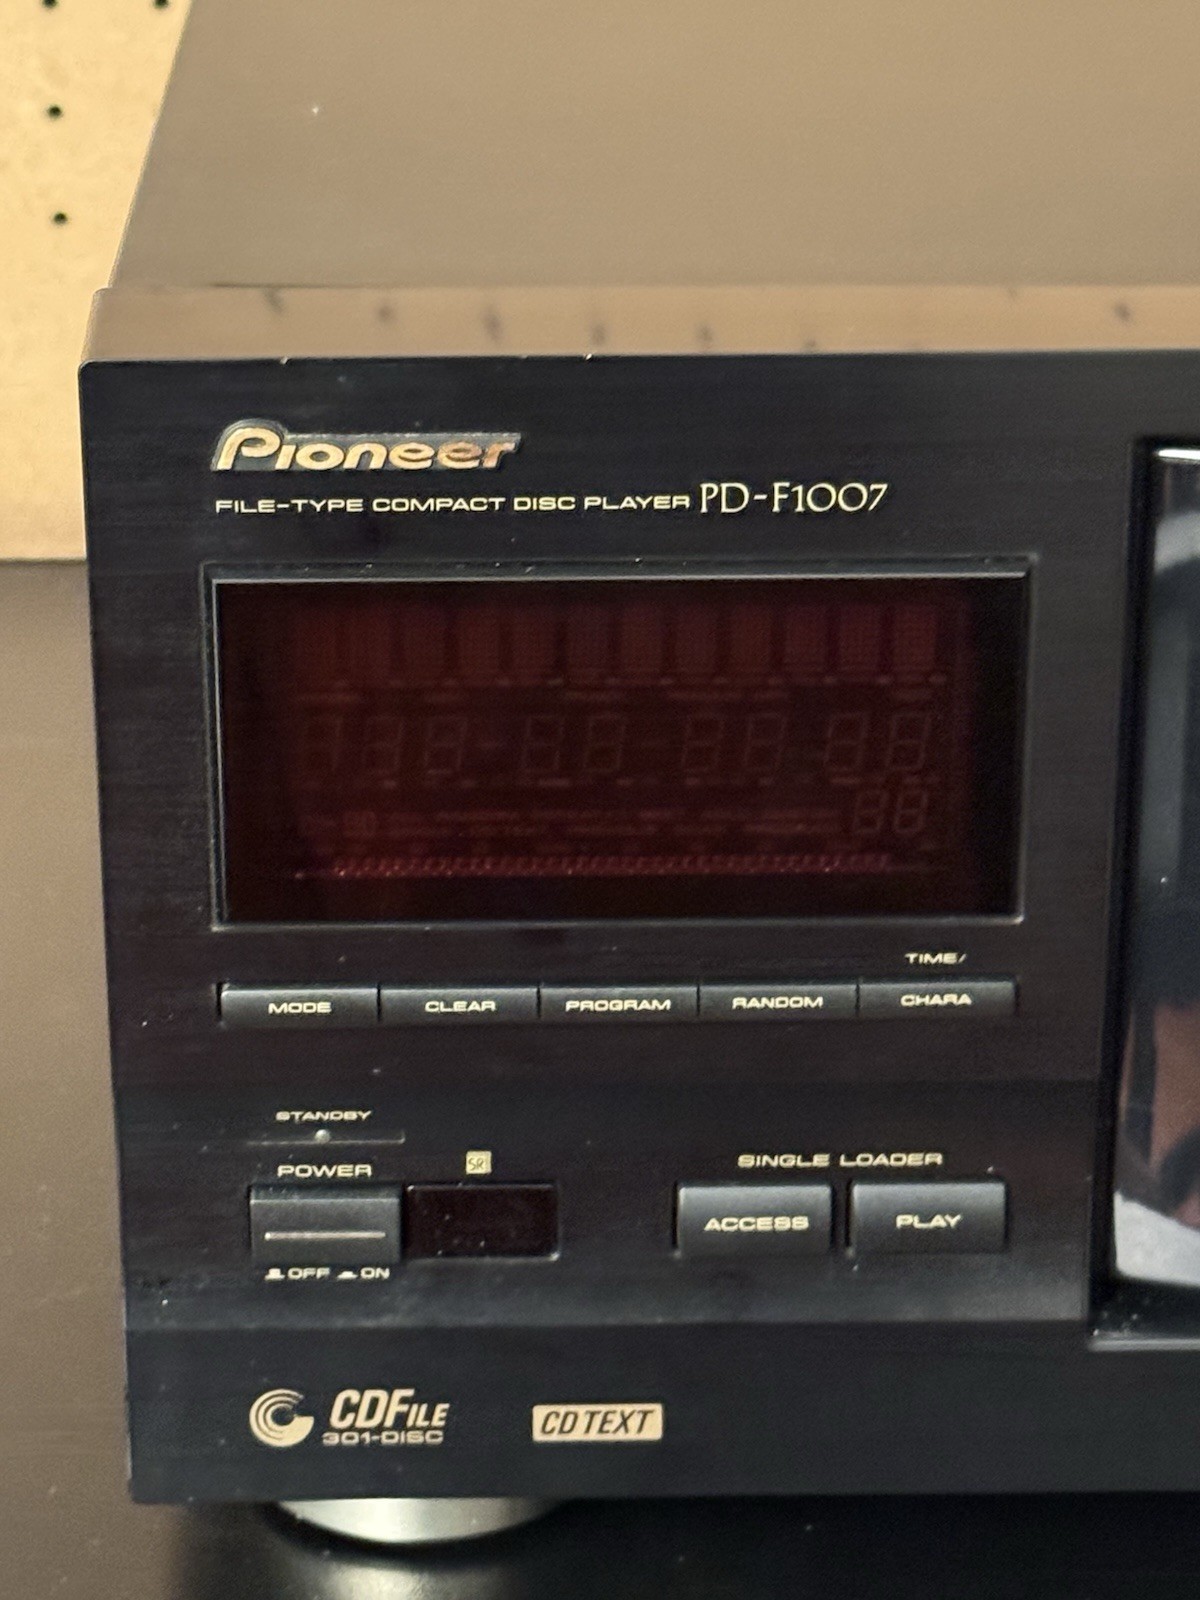 Pioneer
FILE-TYPE COMPACT DISC PLAYER PD-F1007
TIME/
MODE CLEAR PROGRAM RANDOM CHARA
STANDBY
POWER SR SINGLE LOADER
ACCESS PLAY
OFF ON
CDFILE CD TEXT
301-DISC